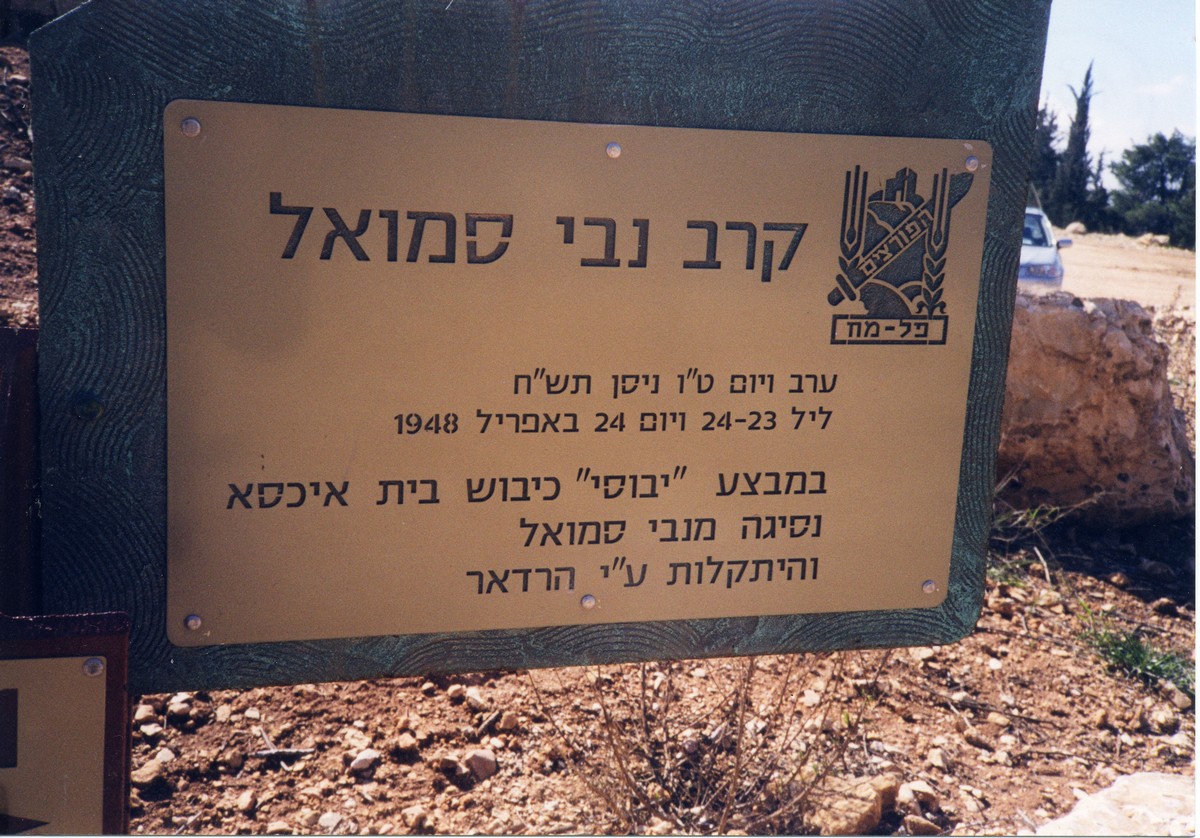 קרב נבי סמואל
הפורצים
פל-מח
ערב ויום ט"ו ניסן תש"ח
ליל 24-23 ויום 24 באפריל 1948
במבצע "יבוסי" כיבוש בית איכסא
נסיגה מנבי סמואל
והיתקלות ע"י הרדאר